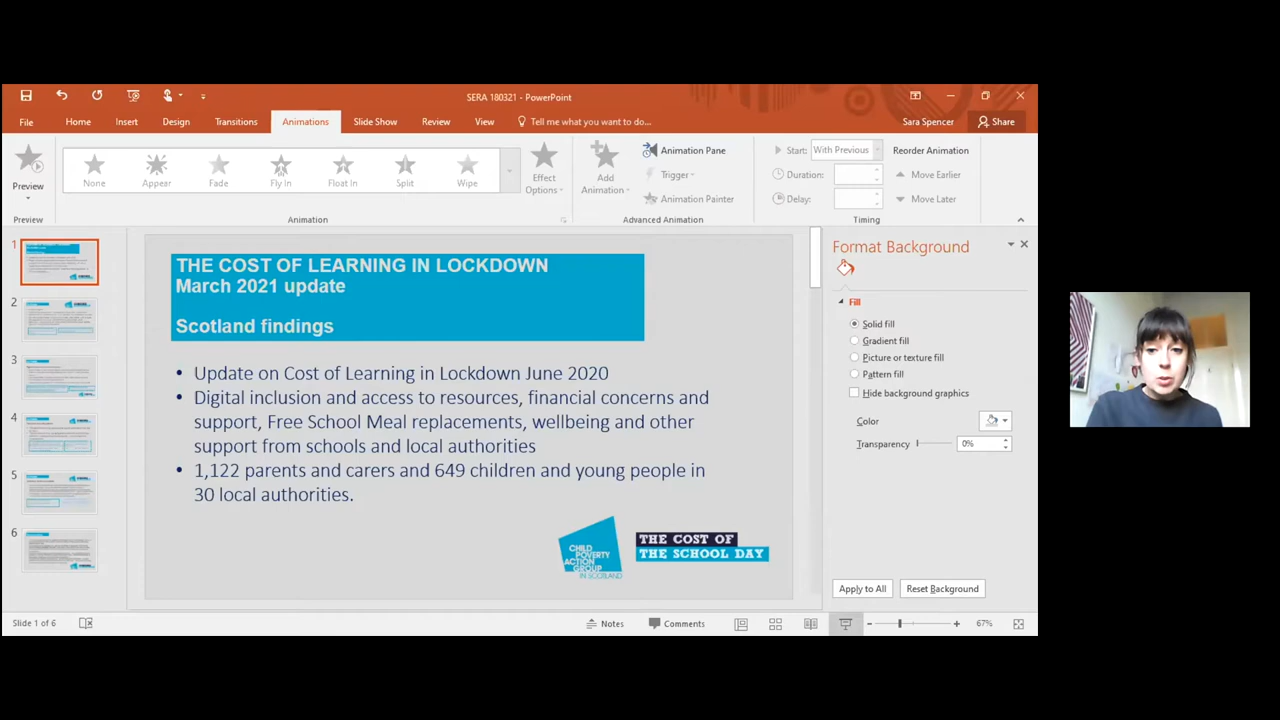 SERA 180321 - PowerPoint
File Home Insert Design Transitions Animations Slide Show Review View Tell me what you want to do... Sara Spencer Share
Preview
None Appear Fade Fly In Float In Split Wipe
Effect Options
Add Animation
Animation Pane
Trigger
Animation Painter
Start: With Previous
Duration:
Delay:
Reorder Animation
Move Earlier
Move Later
Preview Animation Advanced Animation Timing
1
2
3
4
5
6
THE COST OF LEARNING IN LOCKDOWN
March 2021 update
Scotland findings
• Update on Cost of Learning in Lockdown June 2020
• Digital inclusion and access to resources, financial concerns and
support, Free School Meal replacements, wellbeing and other
support from schools and local authorities
• 1,122 parents and carers and 649 children and young people in
30 local authorities.
CHILD
POVERTY
ACTION
GROUP
IN SCOTLAND
THE COST OF
THE SCHOOL DAY
Format Background
Fill
Solid fill
Gradient fill
Picture or texture fill
Pattern fill
Hide background graphics
Color
Transparency 0%
Apply to All Reset Background
Slide 1 of 6 Notes Comments 67%